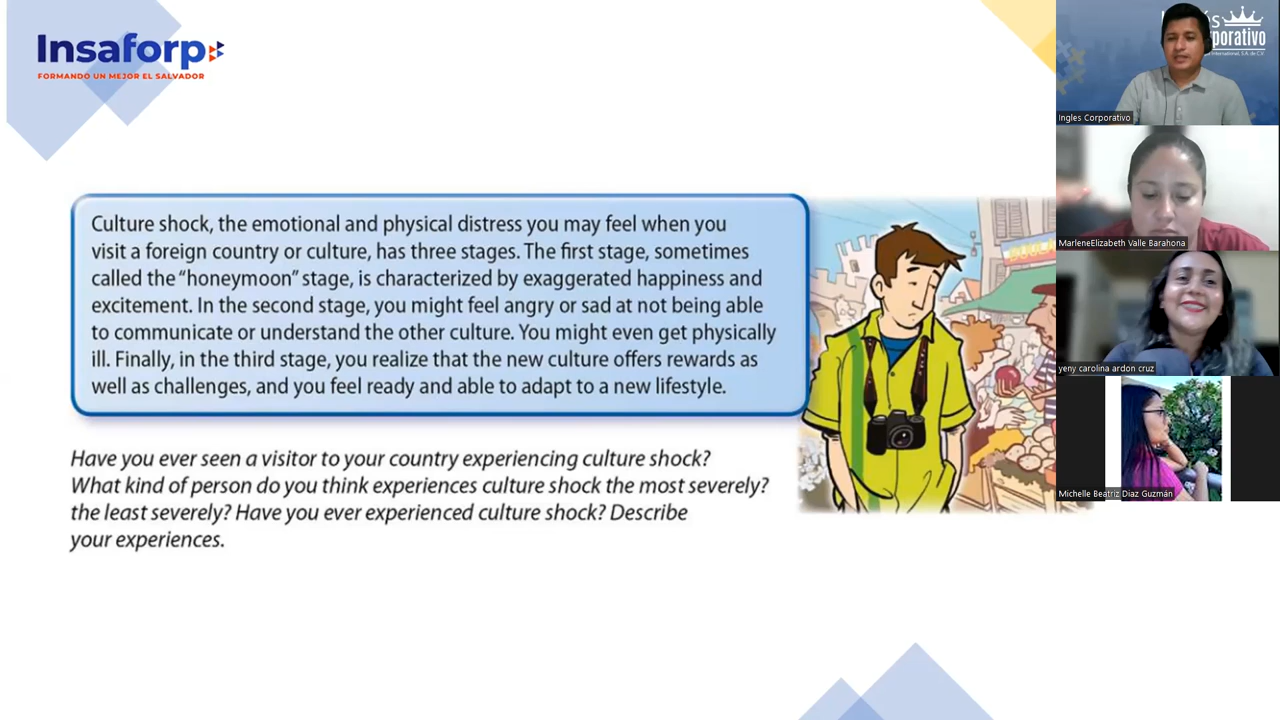 Insaforp
FORMANDO UN MEJOR EL SALVADOR
Culture shock, the emotional and physical distress you may feel when you
visit a foreign country or culture, has three stages. The first stage, sometimes
called the “honeymoon” stage, is characterized by exaggerated happiness and
excitement. In the second stage, you might feel angry or sad at not being able
to communicate or understand the other culture. You might even get physically
ill. Finally, in the third stage, you realize that the new culture offers rewards as
well as challenges, and you feel ready and able to adapt to a new lifestyle.
Have you ever seen a visitor to your country experiencing culture shock?
What kind of person do you think experiences culture shock the most severely?
the least severely? Have you ever experienced culture shock? Describe
your experiences.
Ingles Corporativo
MarleneElizabeth Valle Barahona
yeny carolina ardon cruz
Michelle Beatriz Diaz Guzmán